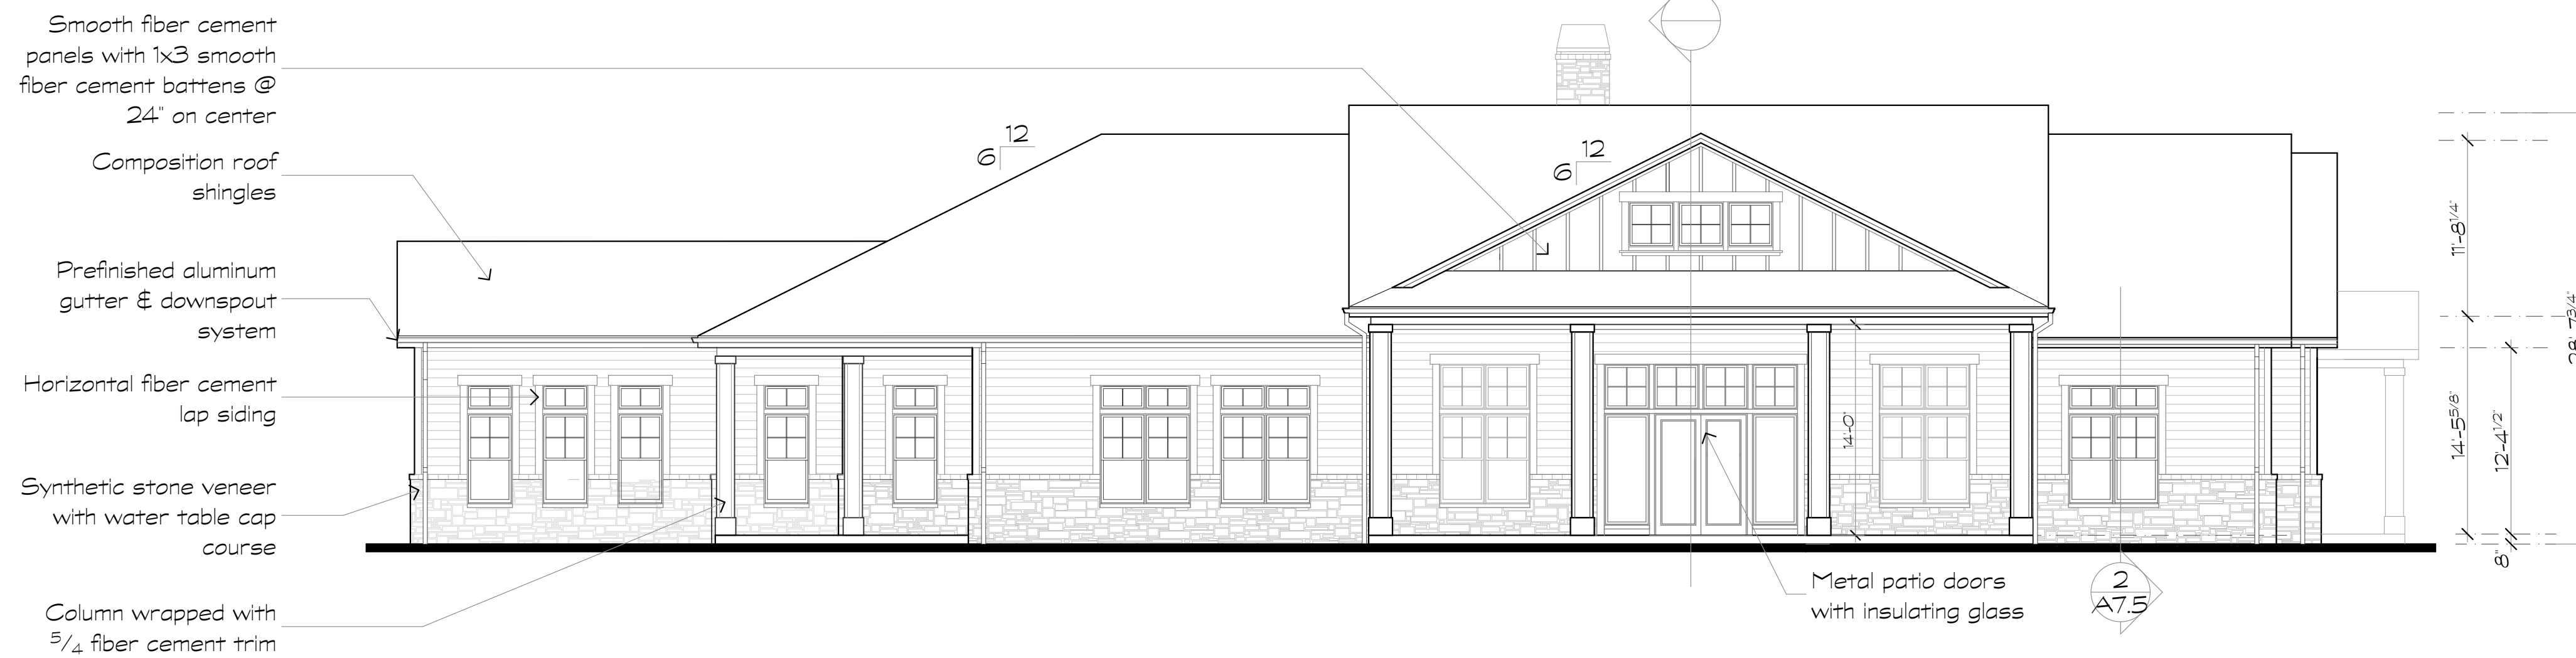 Smooth fiber cement
panels with 1x3 smooth
fiber cement battens @
24" on center
Composition roof
shingles
Prefinished aluminum
gutter & downspout
system
Horizontal fiber cement
lap siding
Synthetic stone veneer
with water table cap
course
Column wrapped with
5/4 fiber cement trim
12
6
12
6
14'-0"
Metal patio doors
with insulating glass
2
A7.5
11'-8 1/4"
14'-5 5/8"
12'-4 1/2"
8"